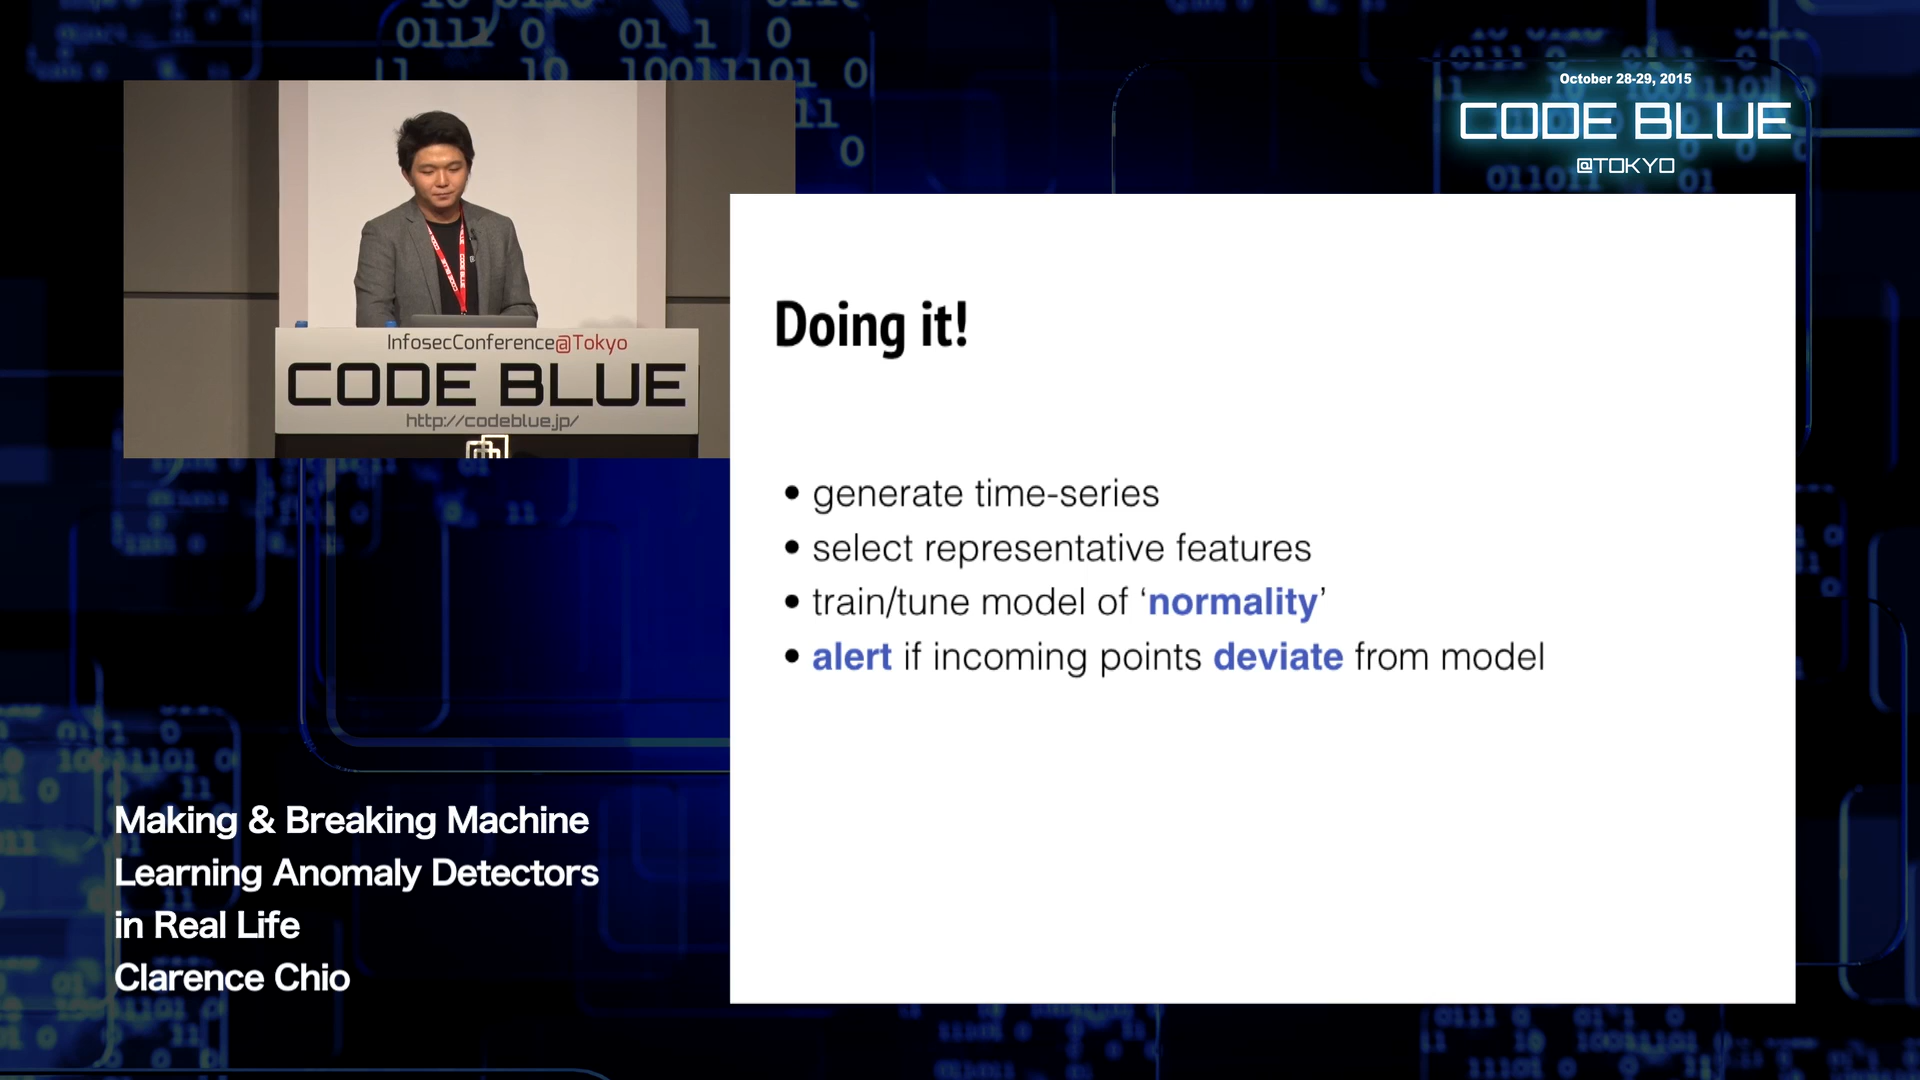 October 28-29, 2015
CODE BLUE
@TOKYO
InfosecConference@Tokyo
CODE BLUE
http://codeblue.jp/
Doing it!
• generate time-series
• select representative features
• train/tune model of ‘normality’
• alert if incoming points deviate from model
Making & Breaking Machine
Learning Anomaly Detectors
in Real Life
Clarence Chio